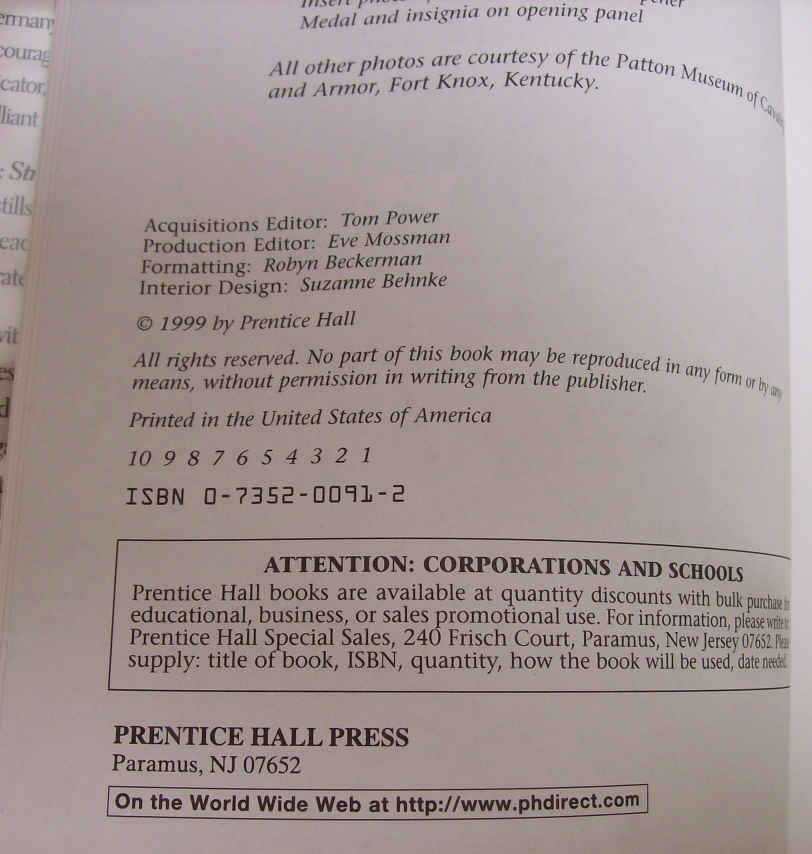 Medal and insignia on opening panel
All other photos are courtesy of the Patton Museum of
and Armor, Fort Knox, Kentucky.
Acquisitions Editor: Tom Power
Production Editor: Eve Mossman
Formatting: Robyn Beckerman
Interior Design: Suzanne Behnke
© 1999 by Prentice Hall
All rights reserved. No part of this book may be reproduced in any form or by any
means, without permission in writing from the publisher.
Printed in the United States of America
10 9 8 7 6 5 4 3 2 1
ISBN 0-7352-0091-2
ATTENTION: CORPORATIONS AND SCHOOLS
Prentice Hall books are available at quantity discounts with bulk purchase
educational, business, or sales promotional use. For information, please write
Prentice Hall Special Sales, 240 Frisch Court, Paramus, New Jersey 07652. Please
supply: title of book, ISBN, quantity, how the book will be used, date needed.
PRENTICE HALL PRESS
Paramus, NJ 07652
On the World Wide Web at http://www.phdirect.com